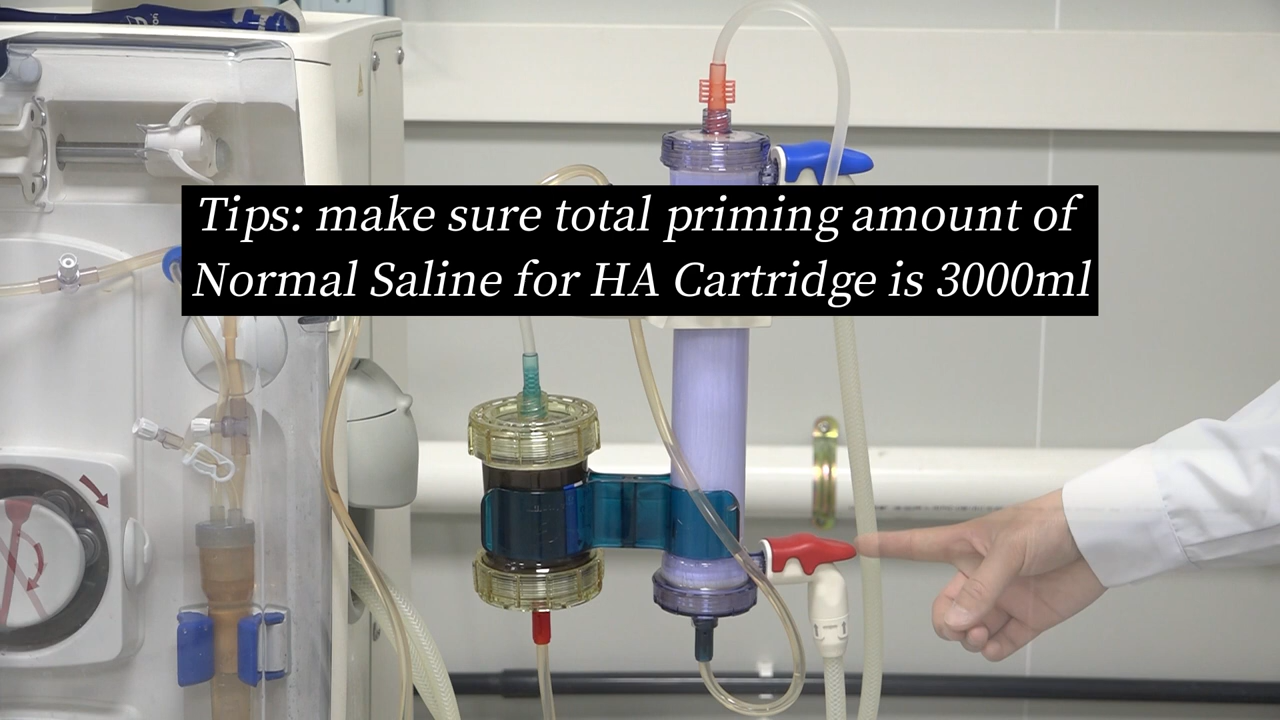 Tips: make sure total priming amount of
Normal Saline for HA Cartridge is 3000ml